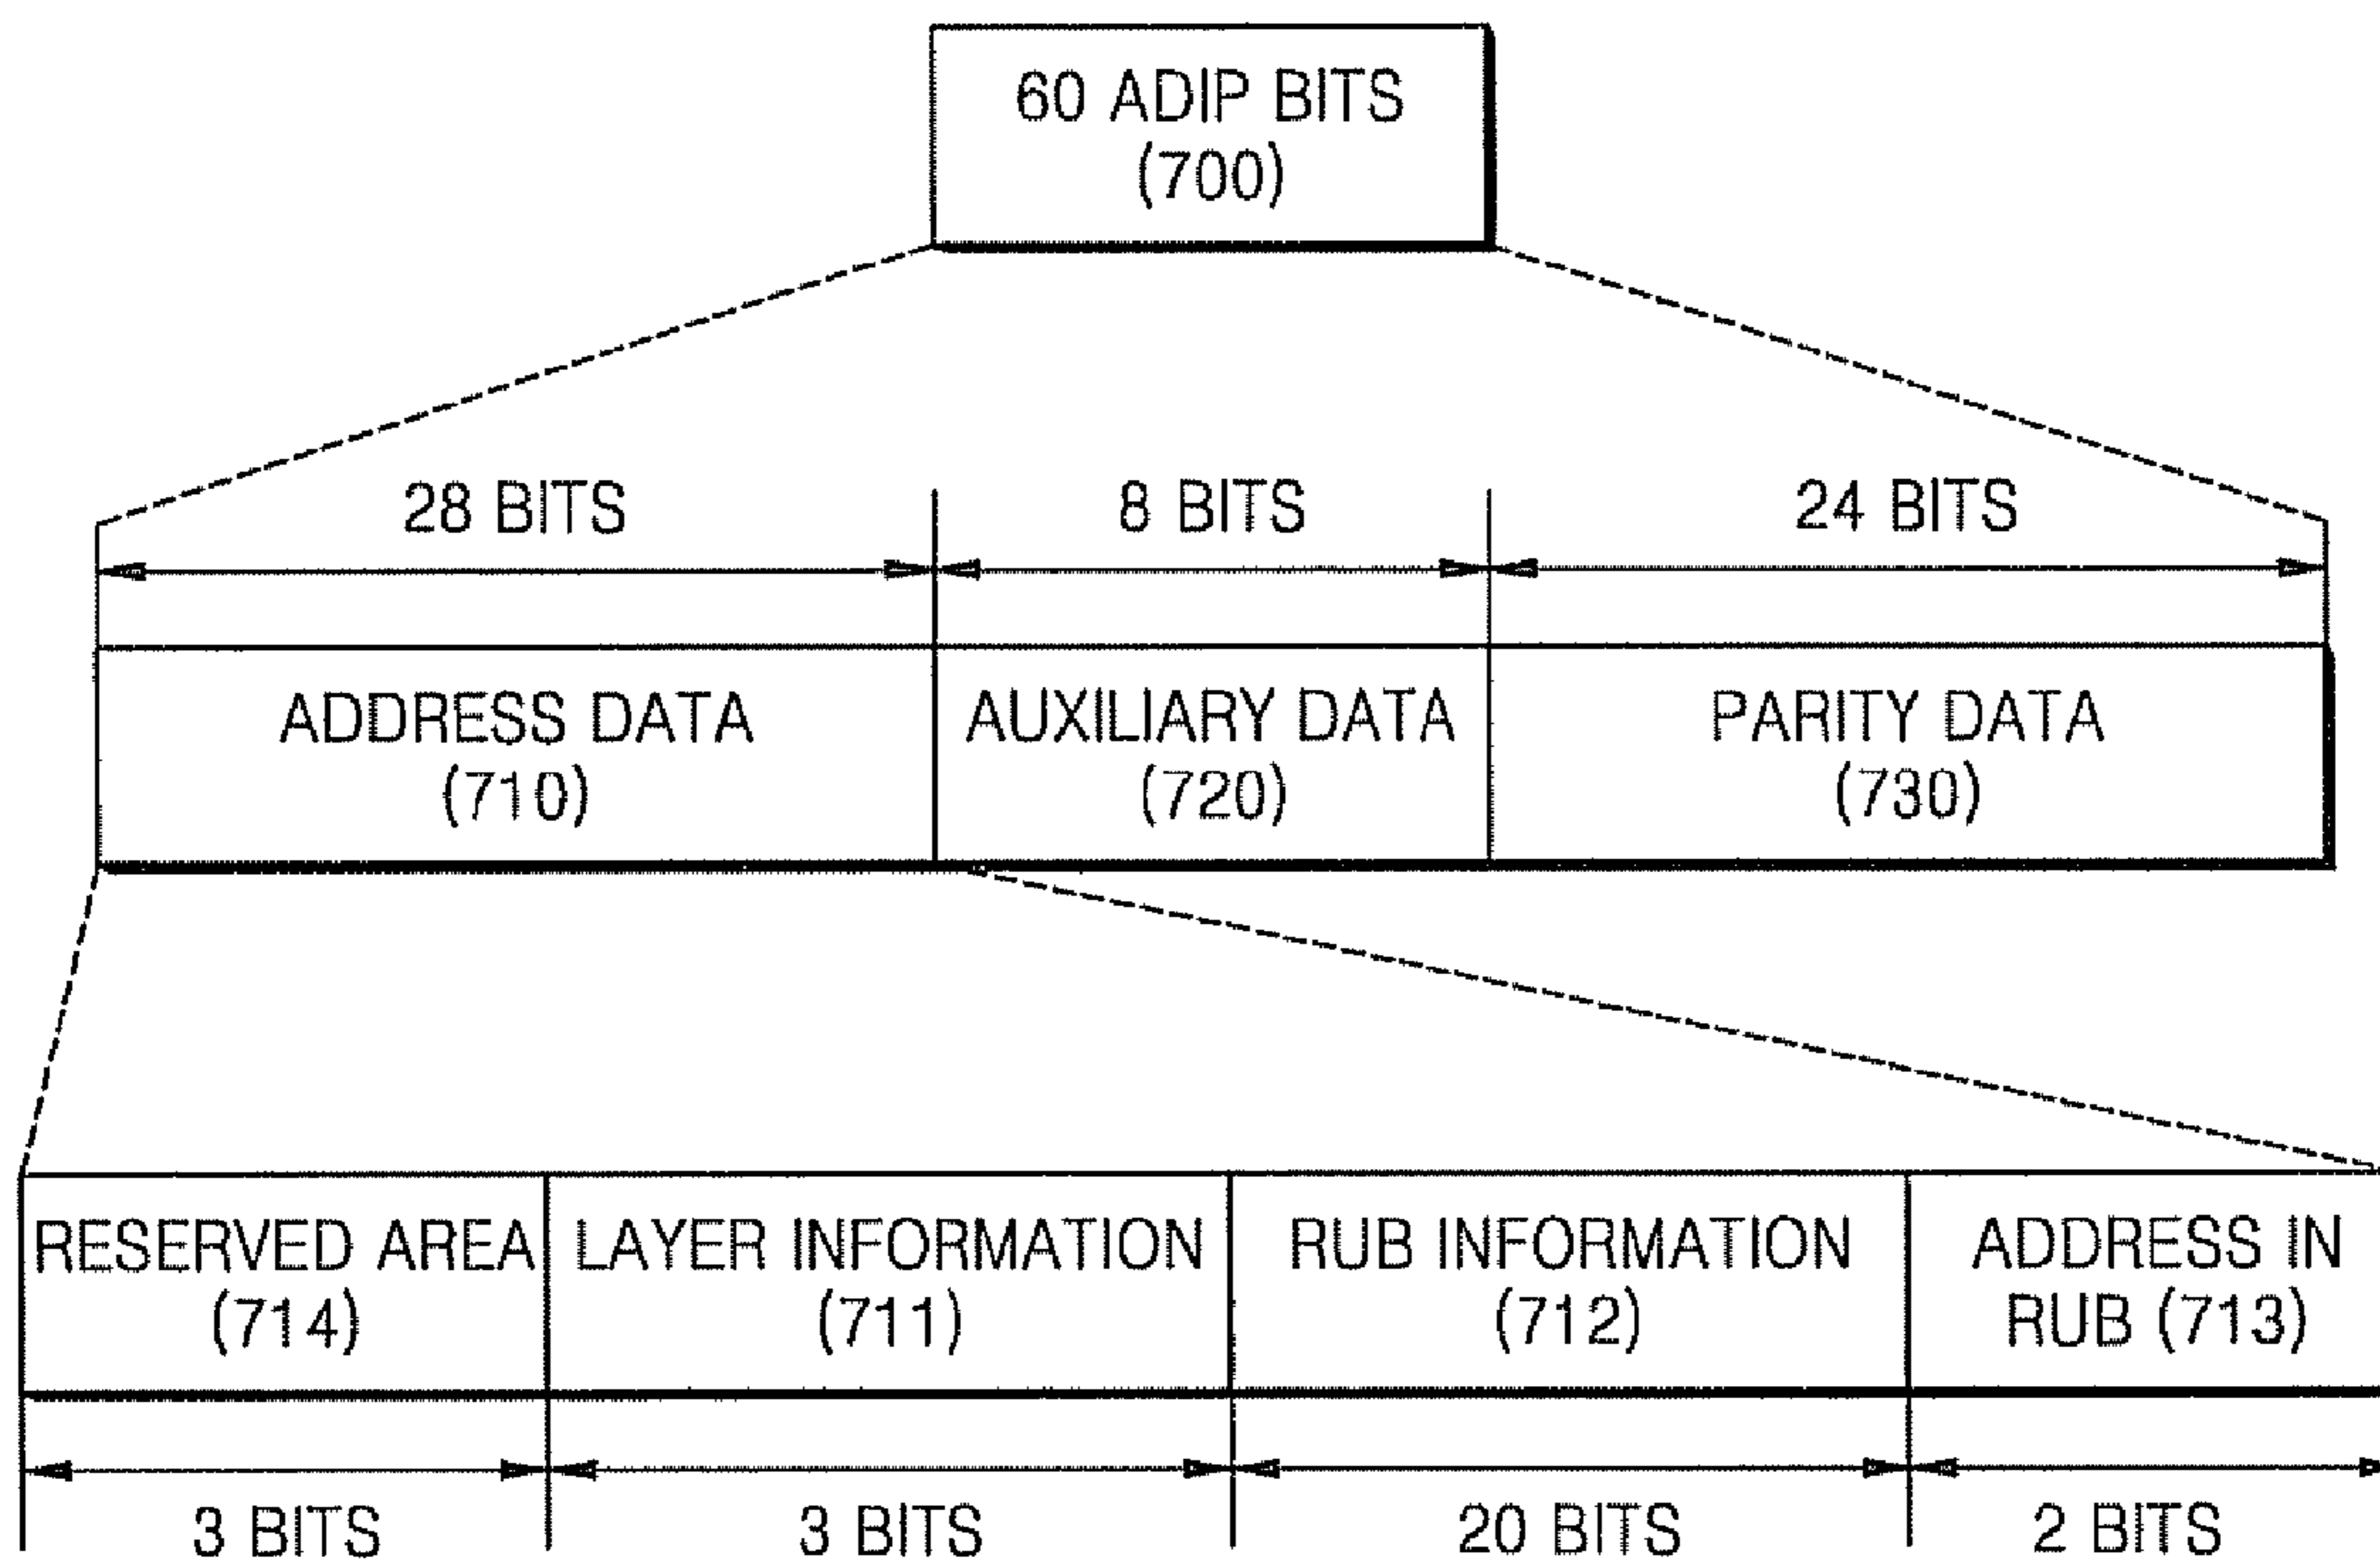 60 ADIP BITS
(700)
28 BITS
8 BITS
24 BITS
ADDRESS DATA
(710)
AUXILIARY DATA
(720)
PARITY DATA
(730)
RESERVED AREA
(714)
LAYER INFORMATION
(711)
RUB INFORMATION
(712)
ADDRESS IN
RUB (713)
3 BITS
3 BITS
20 BITS
2 BITS